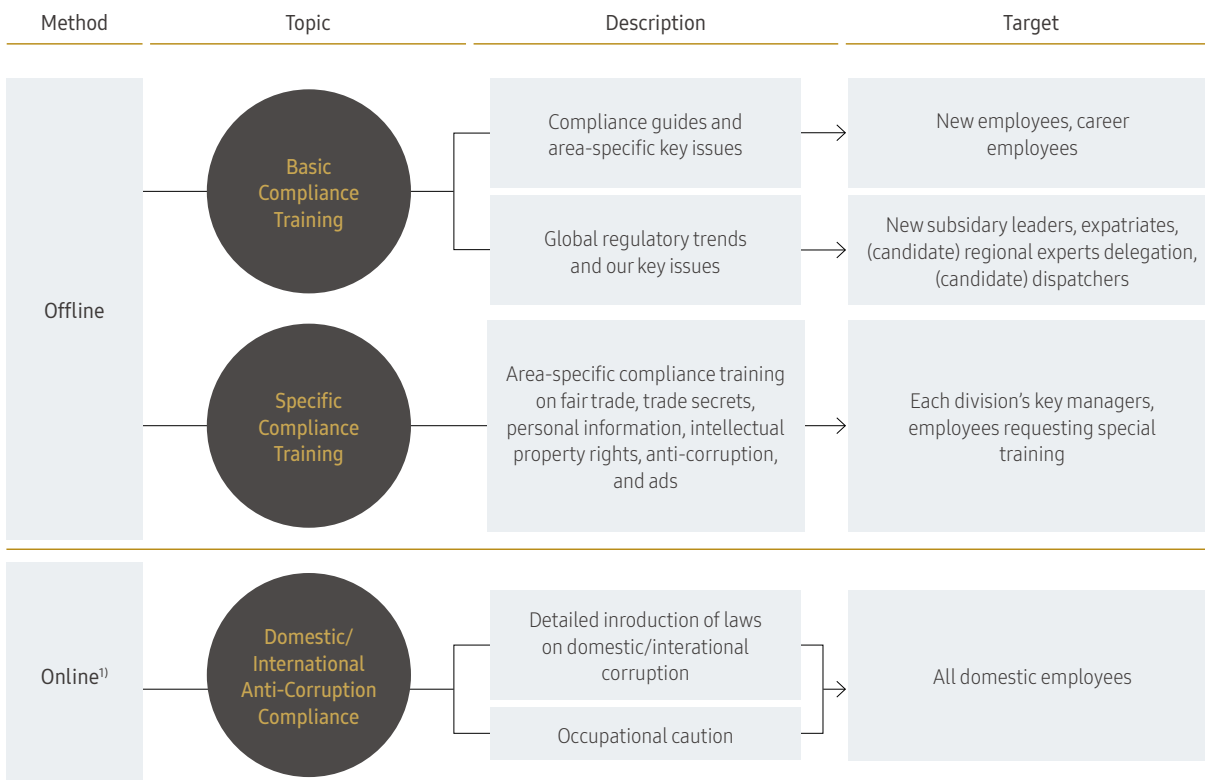 Method
Topic
Description
Target
Offline
Basic
Compliance
Training
Compliance guides and
area-specific key issues
New employees, career
employees
Global regulatory trends
and our key issues
New subsidary leaders, expatriates,
(candidate) regional experts delegation,
(candidate) dispatchers
Specific
Compliance
Training
Area-specific compliance training
on fair trade, trade secrets,
personal information, intellectual
property rights, anti-corruption,
and ads
Each division’s key managers,
employees requesting special
training
Online1)
Domestic/
International
Anti-Corruption
Compliance
Detailed inroduction of laws
on domestic/interational
corruption
Occupational caution
All domestic employees